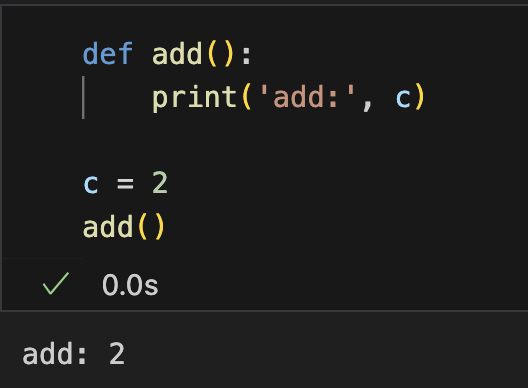 def add():
    print('add:', c)

c = 2
add()
0.0s
add: 2